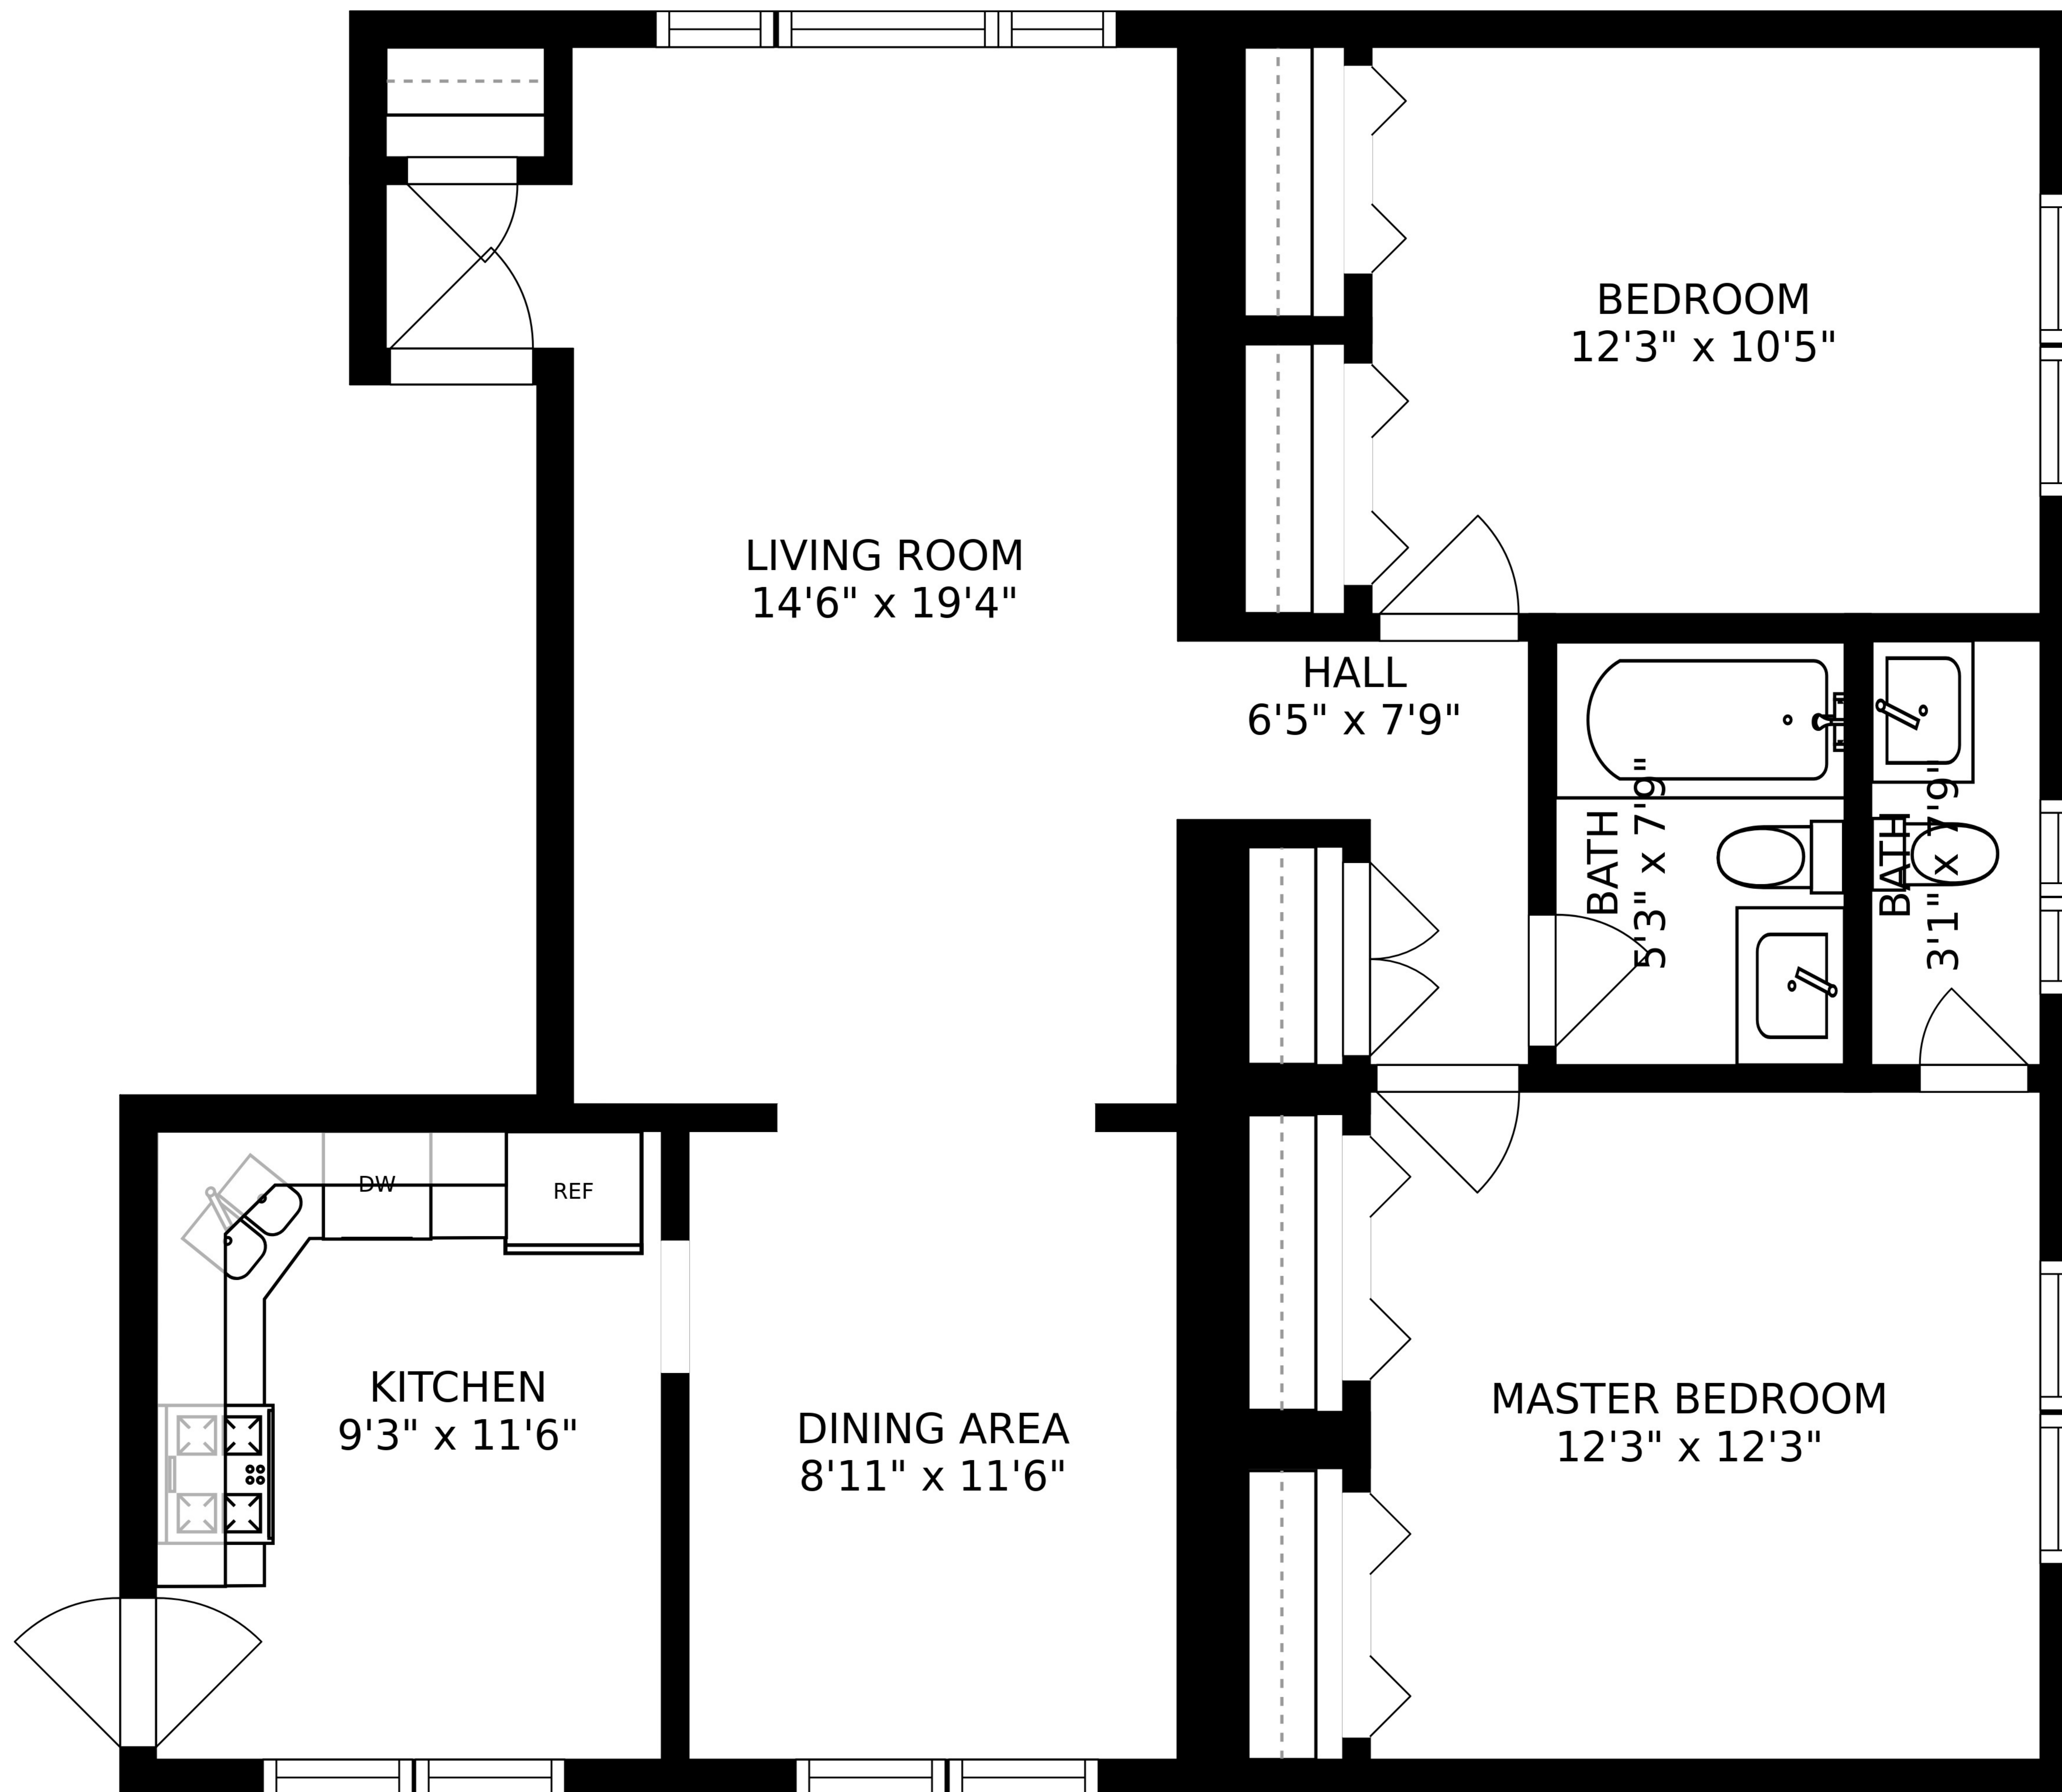 BEDROOM
12'3" x 10'5"
LIVING ROOM
14'6" x 19'4"
HALL
6'5" x 7'9"
BATH
5'3" x 7'9"
BATH
3'1" x 7'9"
DW
REF
KITCHEN
9'3" x 11'6"
DINING AREA
8'11" x 11'6"
MASTER BEDROOM
12'3" x 12'3"